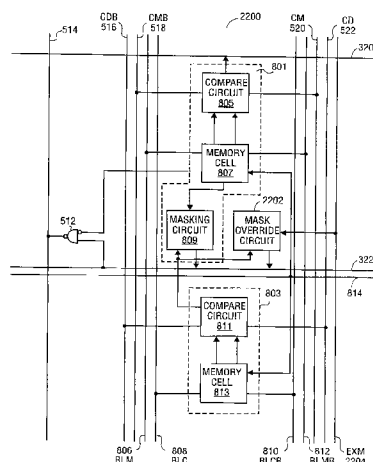 2200
514
CDB
516
CMB
518
CM
520
CD
522
320
801
COMPARE
CIRCUIT
805
MEMORY
CELL
807
2202
512
MASKING
CIRCUIT
809
MASK
OVERRIDE
CIRCUIT
322
814
803
COMPARE
CIRCUIT
811
MEMORY
CELL
813
806
BLM
808
BLC
810
BLCB
812
BLMB
EXM
2204